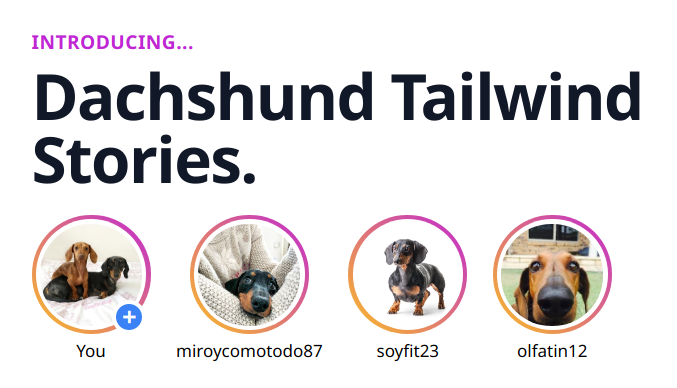 INTRODUCING...
Dachshund Tailwind
Stories.
You
miroycomotodo87
soyfit23
olfatin12